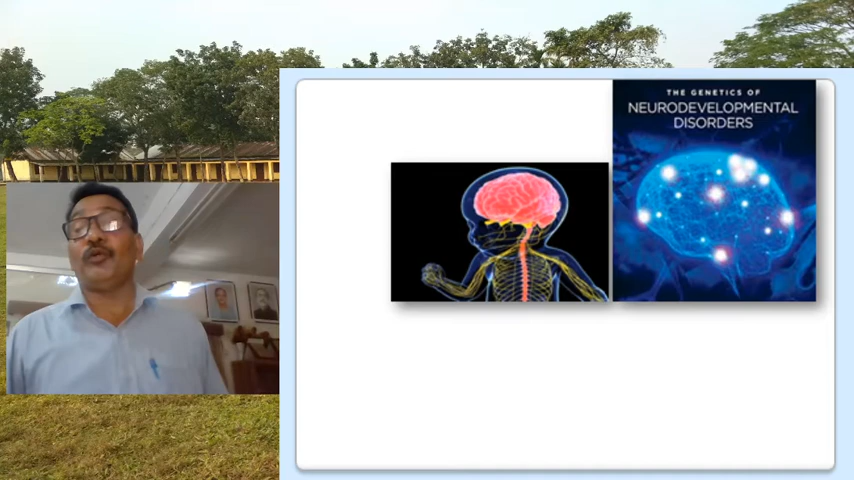 THE GENETICS OF
NEURODEVELOPMENTAL
DISORDERS